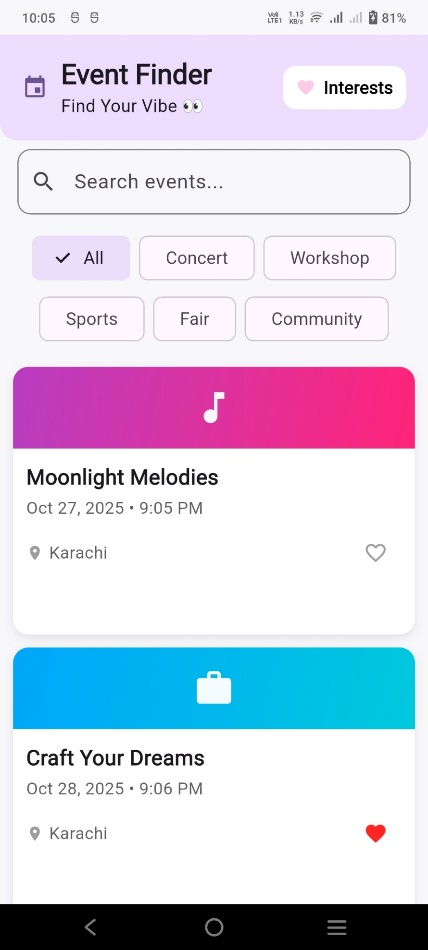 10:05 Vo5 LTE1 1.13 KB/s 81%
Event Finder
Find Your Vibe 👀
Interests
Search events...
All Concert Workshop
Sports Fair Community
Moonlight Melodies
Oct 27, 2025 • 9:05 PM
Karachi
Craft Your Dreams
Oct 28, 2025 • 9:06 PM
Karachi